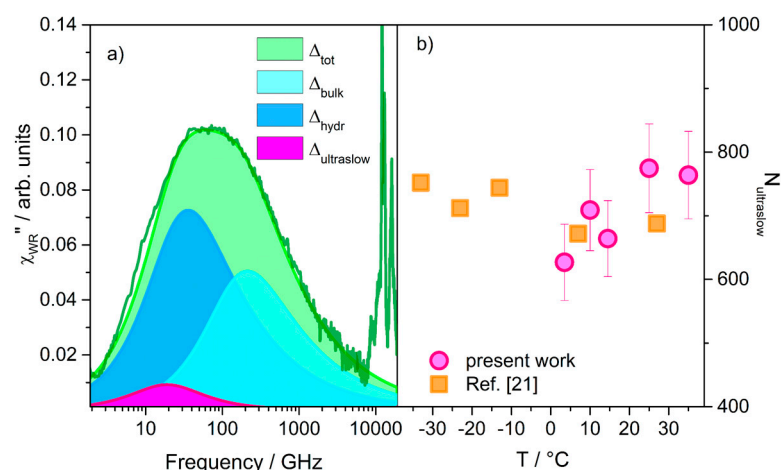 a)
Δtot
Δbulk
Δhydr
Δultraslow
0.14
0.12
0.10
0.08
0.06
0.04
0.02
χWR" / arb. units
10 100 1000 10000
Frequency / GHz
b)
1000
800
600
400
Nultraslow
present work
Ref. [21]
-30 -20 -10 0 10 20 30
T / °C